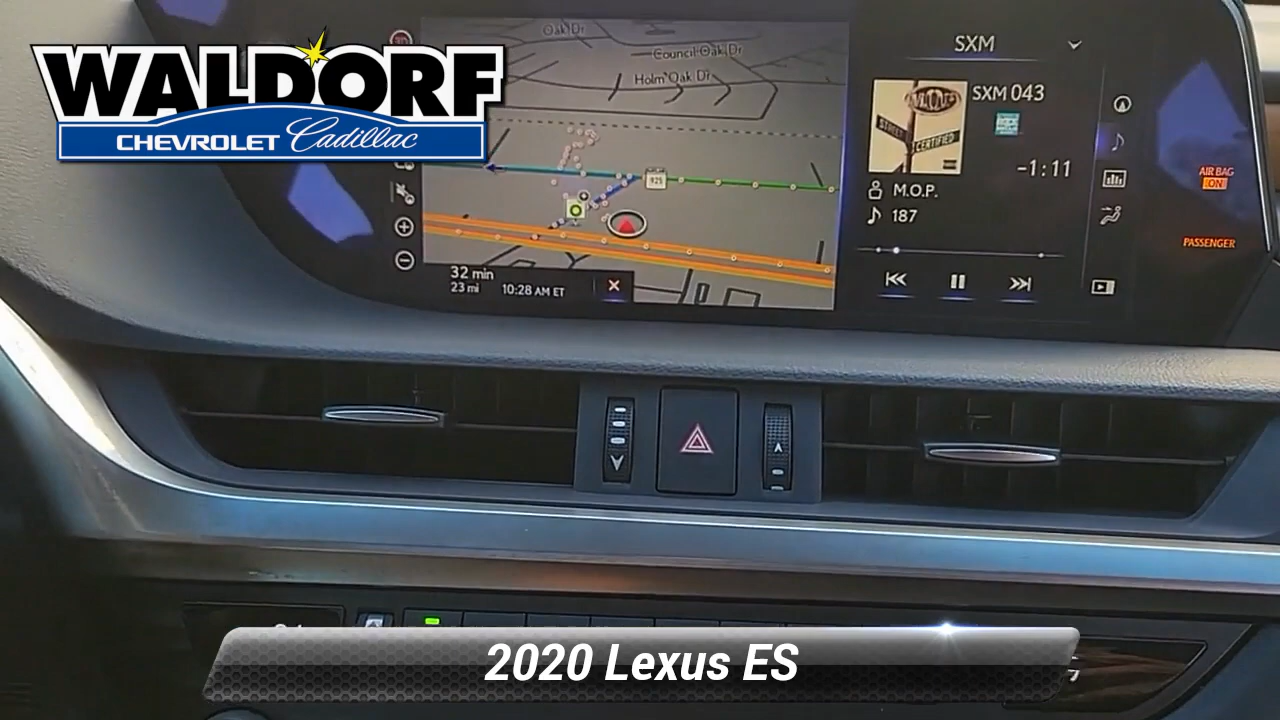 WALDORF
CHEVROLET Cadillac
Oak Dr
Council Oak Dr
Holm Oak Dr
925
32 min
23 mi 10:28 AM ET
SXM
SXM 043
M.O.P.
STREET
CERTIFIED
-1:11
M.O.P.
187
AIR BAG
ON
PASSENGER
2020 Lexus ES